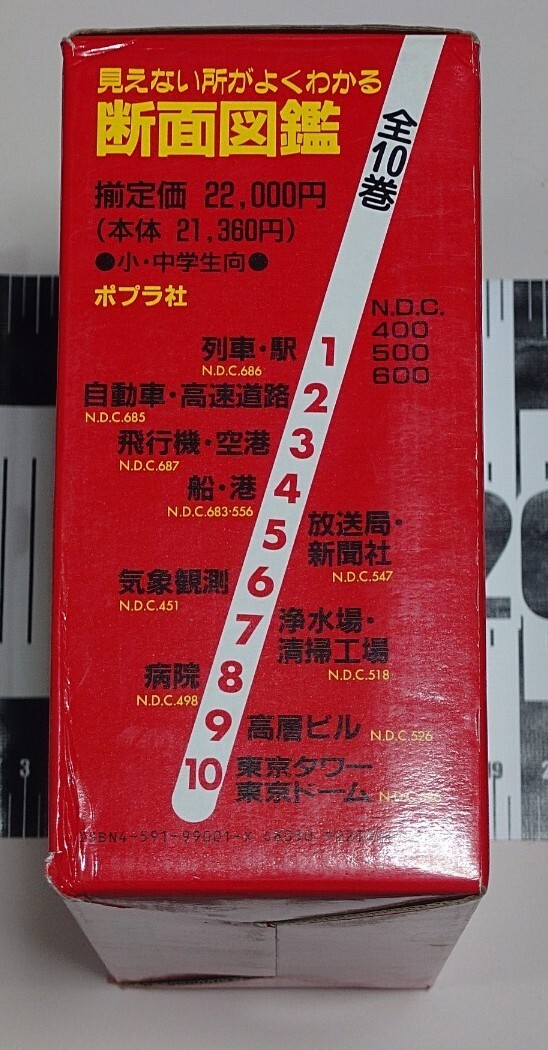 見えない所がよくわかる
断面図鑑
全10巻
揃定価 22,000円
(本体 21,360円)
●小・中学生向●
ポプラ社
N.D.C.
400
500
600
列車・駅 1
N.D.C.686
自動車・高速道路 2
N.D.C.685
飛行機・空港 3
N.D.C.687
船・港 4
N.D.C.683・556
5 放送局・
新聞社
N.D.C.547
気象観測 6
N.D.C.451
7 浄水場・
清掃工場
N.D.C.518
病院 8
N.D.C.498
9 高層ビル N.D.C.526
10 東京タワー
東京ドーム
ISBN4-591-99001-X
3